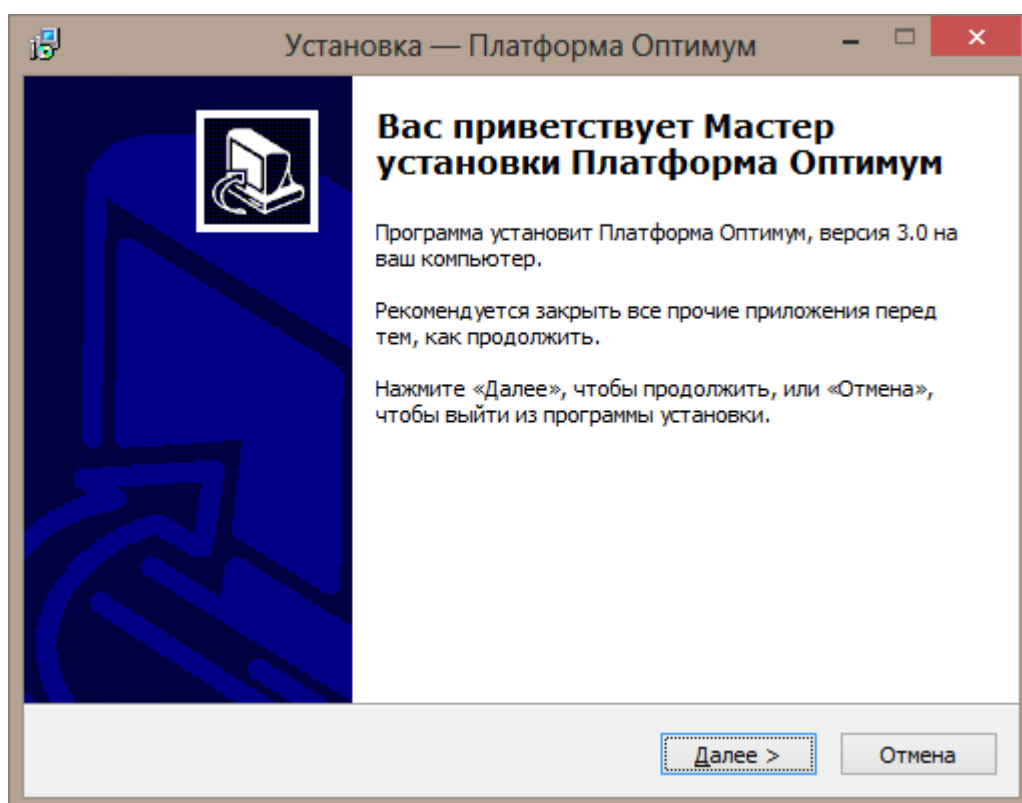 Установка — Платформа Оптимум
Вас приветствует Мастер
установки Платформа Оптимум
Программа установит Платформа Оптимум, версия 3.0 на
ваш компьютер.
Рекомендуется закрыть все прочие приложения перед
тем, как продолжить.
Нажмите «Далее», чтобы продолжить, или «Отмена»,
чтобы выйти из программы установки.
Далее >
Отмена